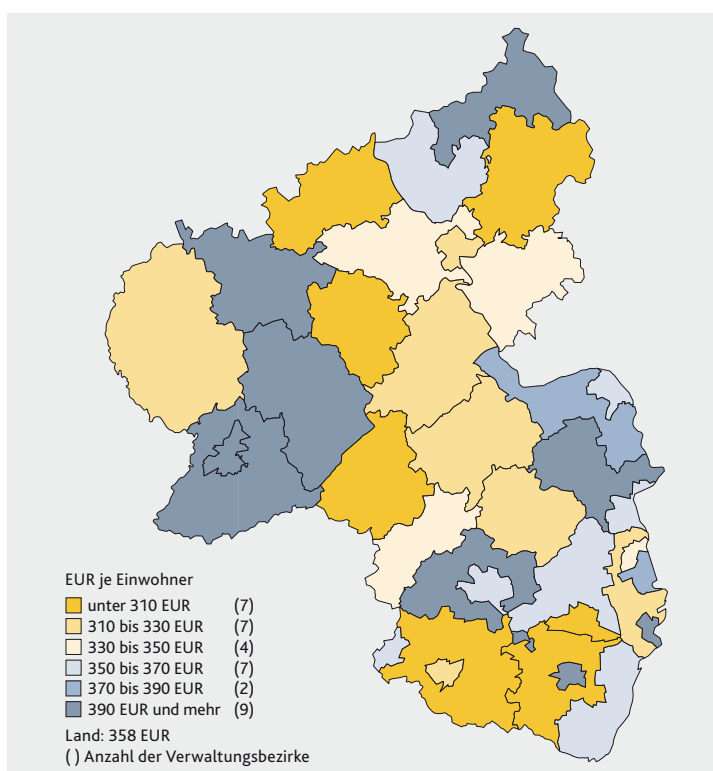 EUR je Einwohner
unter 310 EUR (7)
310 bis 330 EUR (7)
330 bis 350 EUR (4)
350 bis 370 EUR (7)
370 bis 390 EUR (2)
390 EUR und mehr (9)
Land: 358 EUR
( ) Anzahl der Verwaltungsbezirke